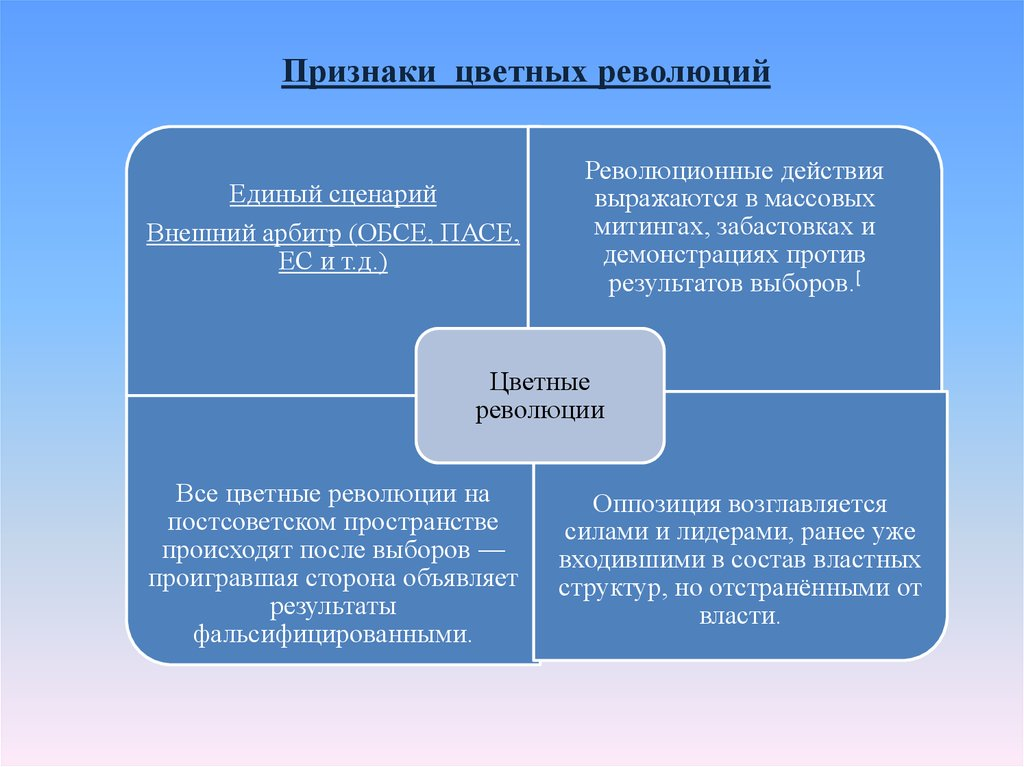 Признаки  цветных революций
Единый сценарий
Внешний арбитр (ОБСЕ, ПАСЕ,
ЕС и т.д.)
Революционные действия
выражаются в массовых
митингах, забастовках и
демонстрациях против
результатов выборов.[
Цветные
революции
Все цветные революции на
постсоветском пространстве
происходят после выборов —
проигравшая сторона объявляет
результаты
фальсифицированными.
Оппозиция возглавляется
силами и лидерами, ранее уже
входившими в состав властных
структур, но отстранёнными от
власти.